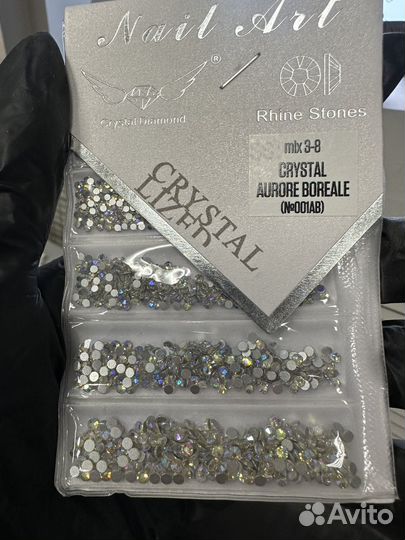 Nail Art
®
Crystal Diamond
Rhine Stones
mix 3-8
CRYSTAL
AURORE BOREALE
(№001AB)
CRYSTAL
LIZED
Avito